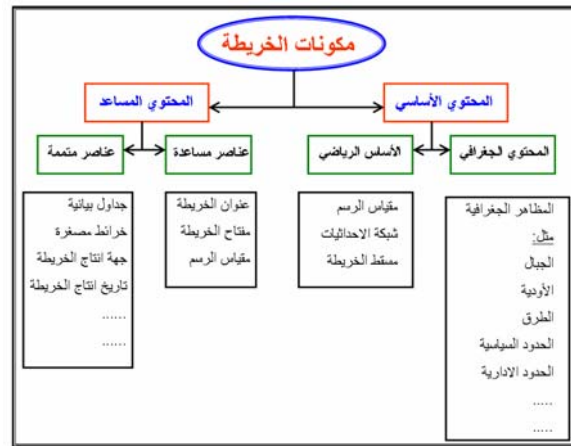 مكونات الخريطة
المحتوي الأساسي
المحتوي المساعد
المحتوي الجغرافي
الأساس الرياضي
عناصر مساعدة
عناصر متممة
المظاهر الجغرافية
مثل:
الجبال
الأودية
الطرق
الحدود السياسية
الحدود الادارية
.....
.....
مقياس الرسم
شبكة الاحداثيات
مسقط الخريطة
عنوان الخريطة
مفتاح الخريطة
مقياس الرسم
جداول بيانية
خرائط مصغرة
جهة انتاج الخريطة
تاريخ انتاج الخريطة
......
......